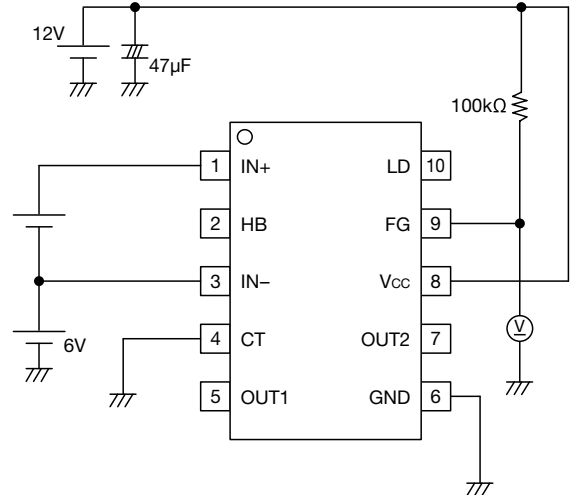 12V
47μF
100kΩ
1 IN+
LD 10
2 HB
FG 9
3 IN−
VCC 8
6V
4 CT
OUT2 7
V
5 OUT1
GND 6